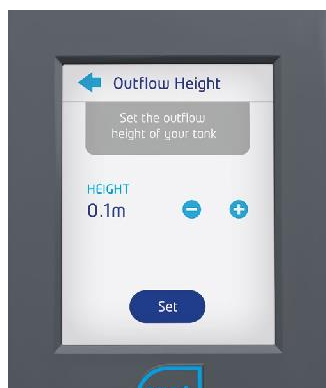 Outflow Height
Set the outflow
height of your tank
HEIGHT
0.1m
Set